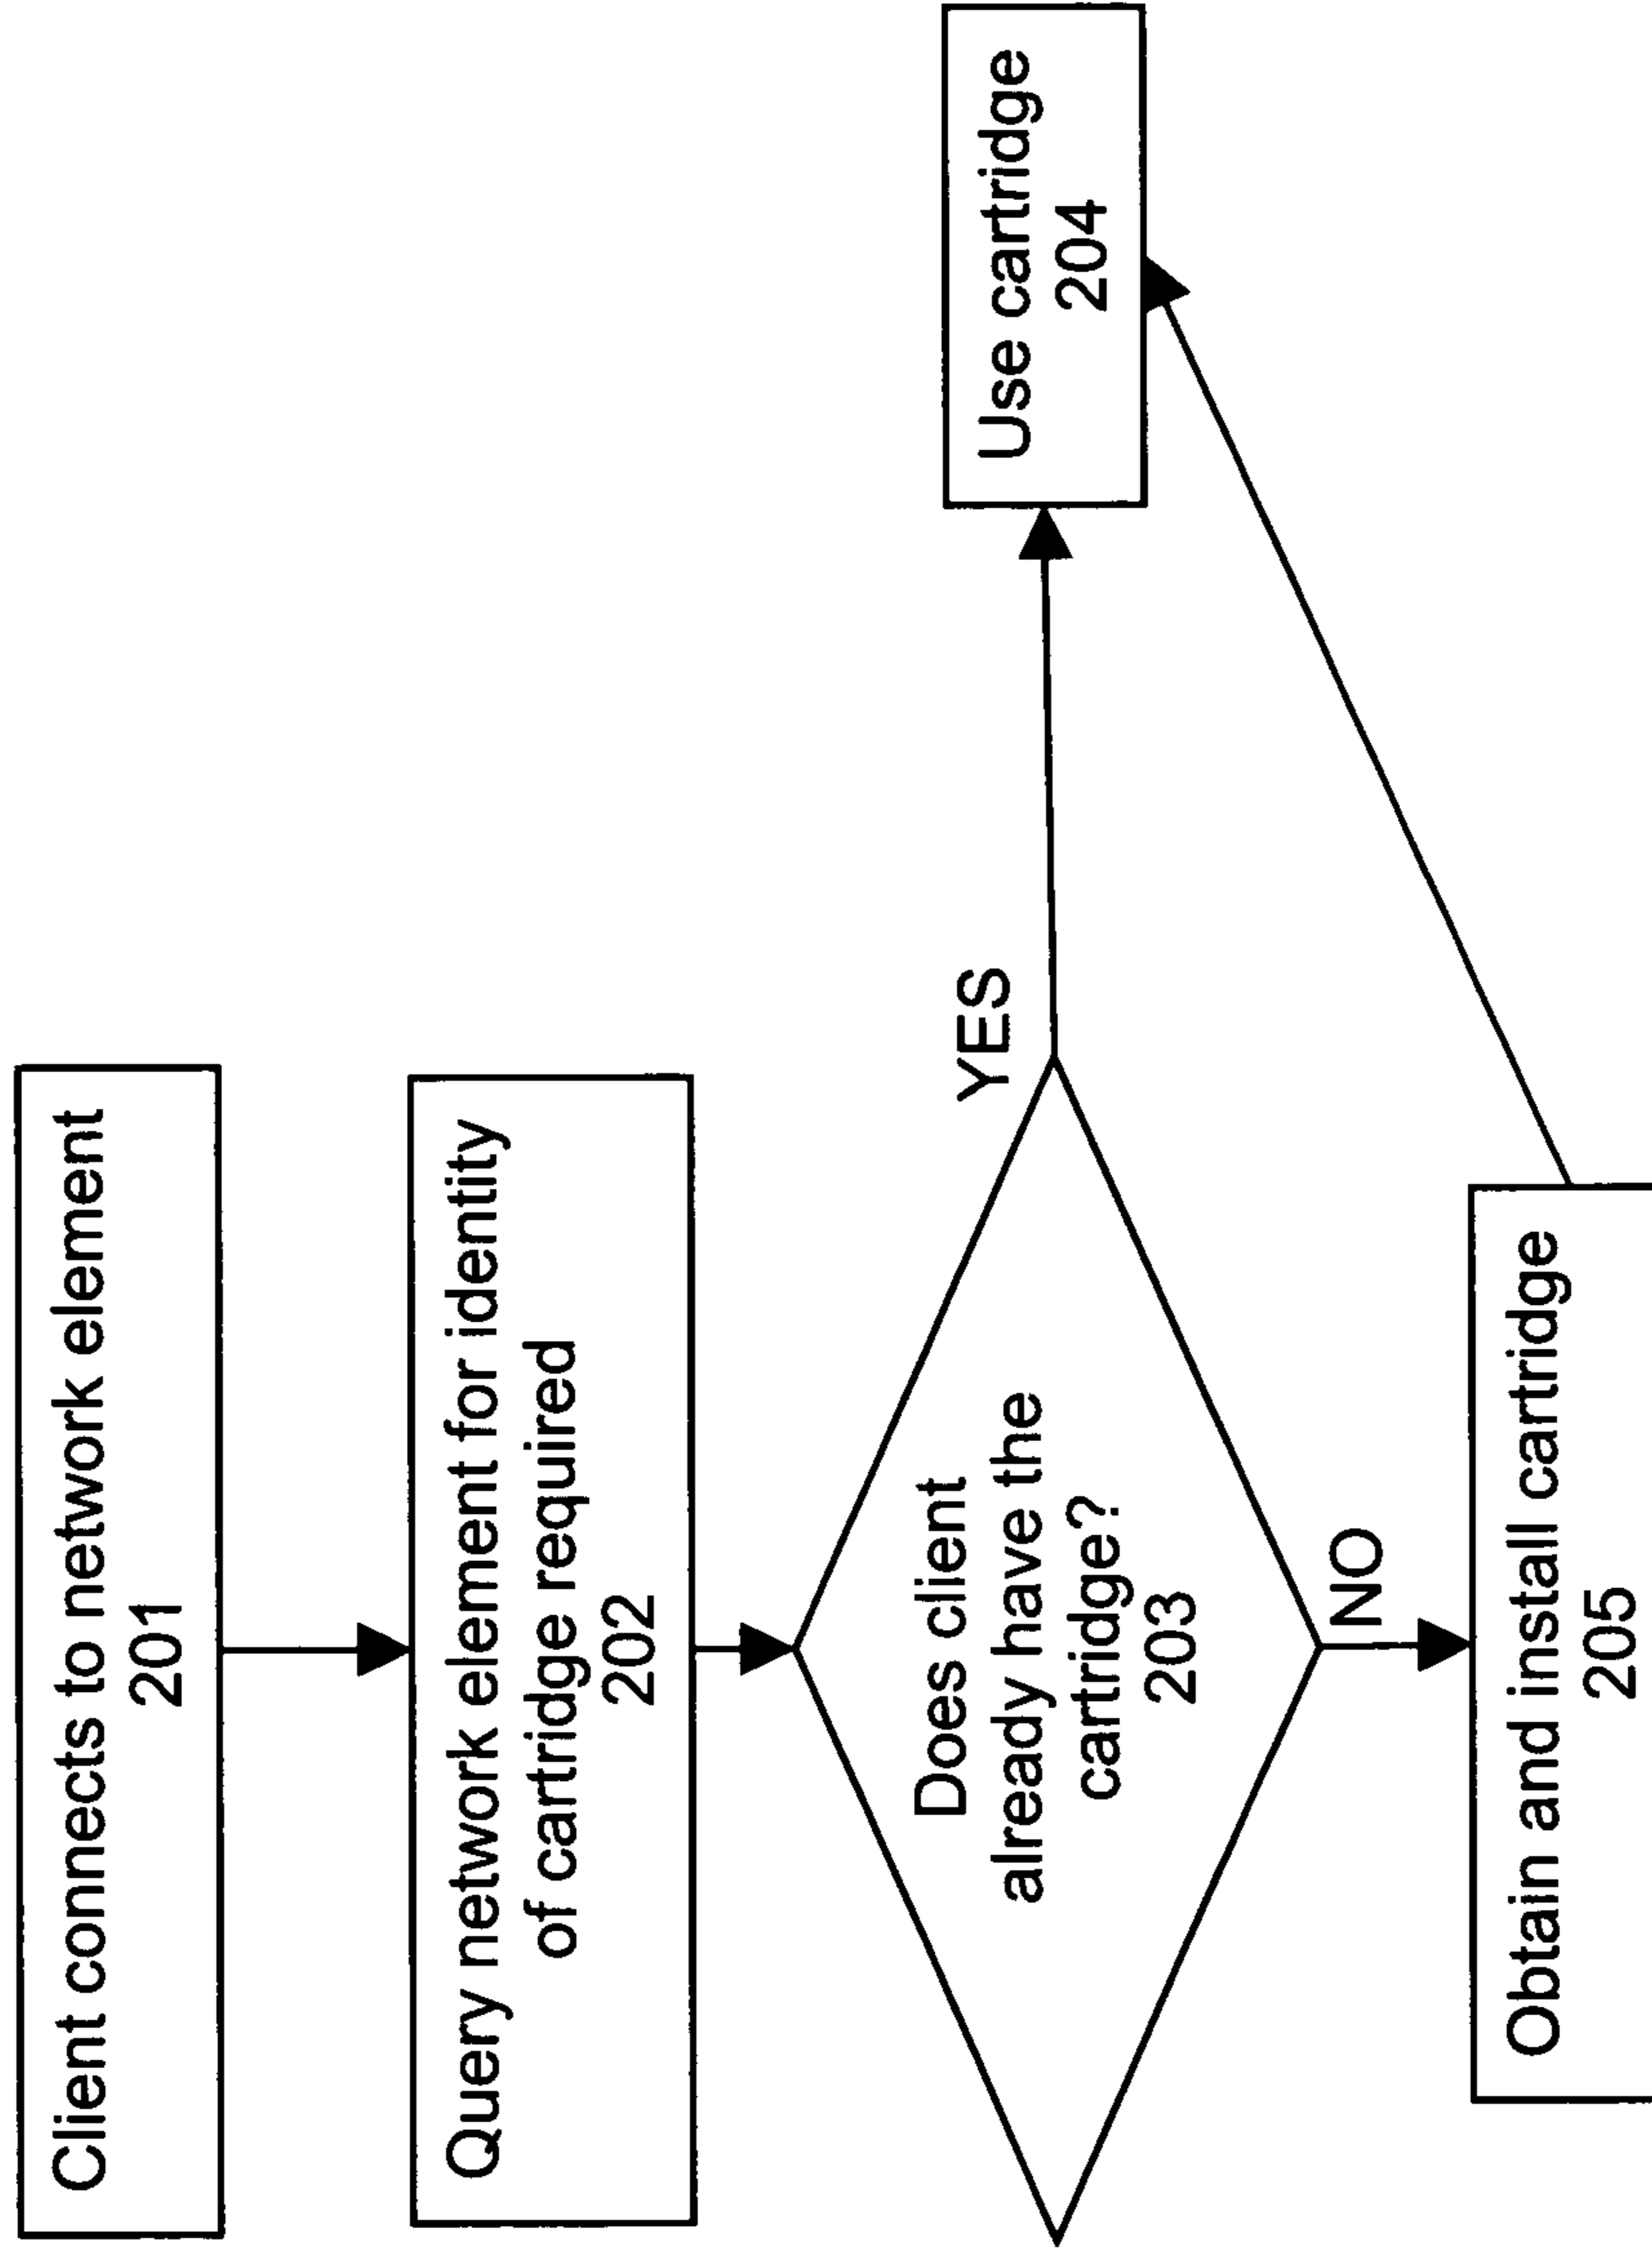 Client connects to network element
201
Query network element for identity
of cartridge required
202
Does client
already have the
cartridge?
203
YES
Use cartridge
204
NO
Obtain and install cartridge
205